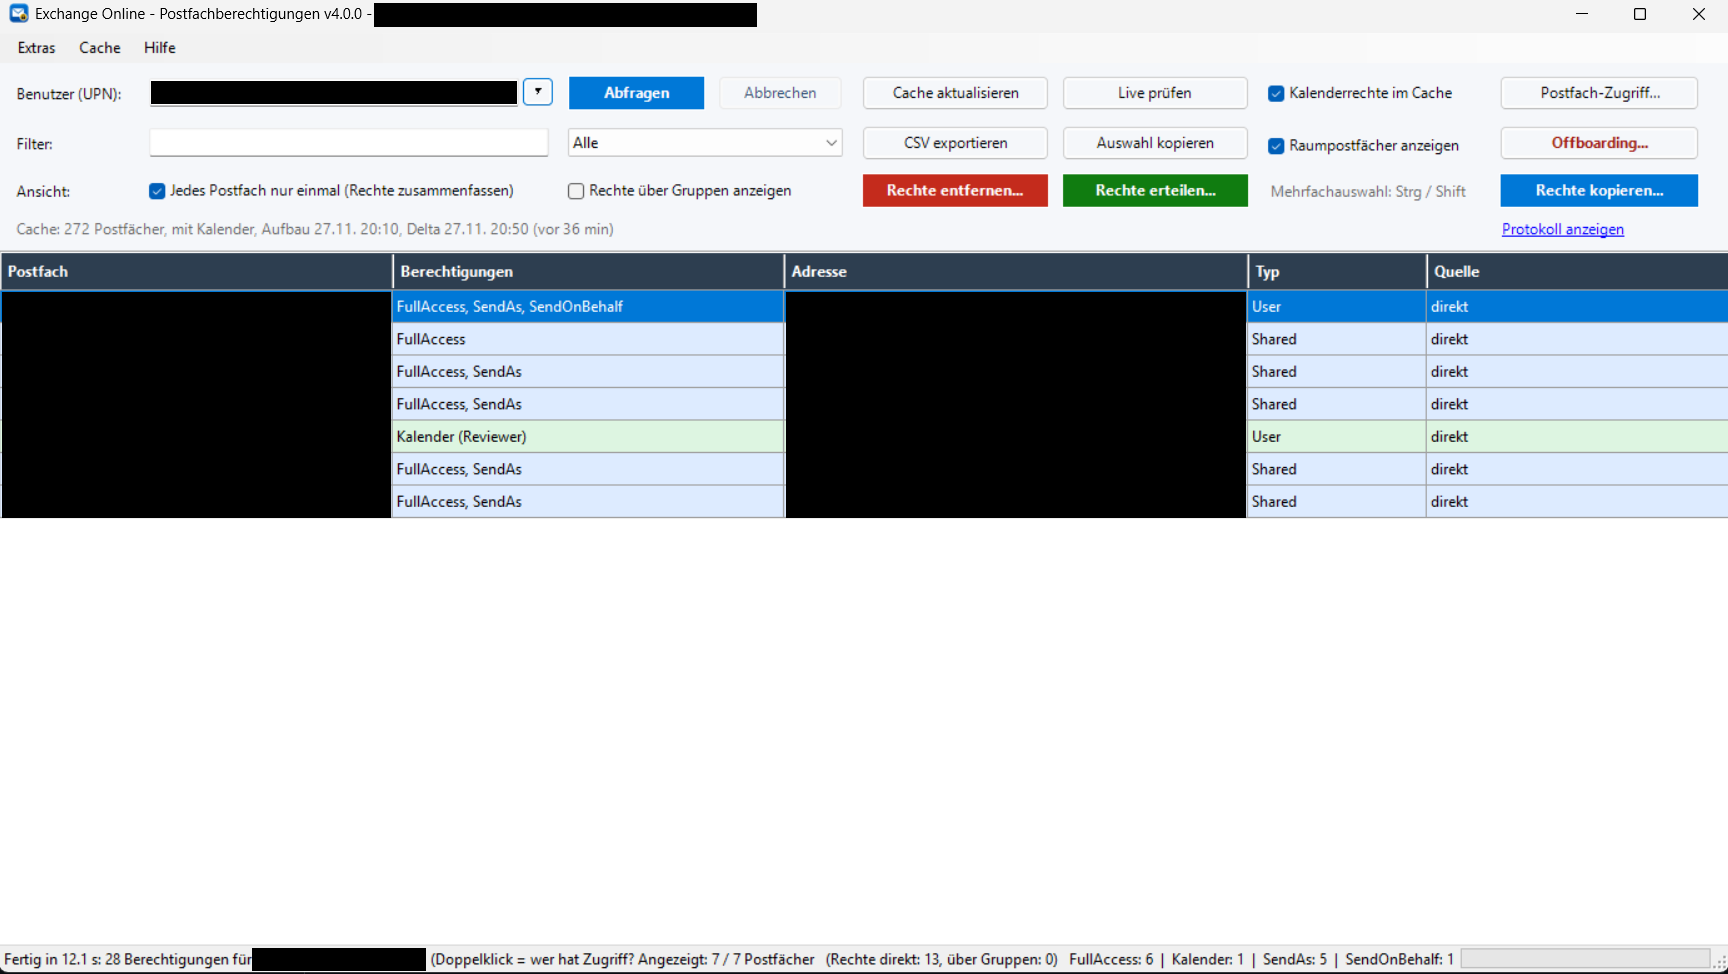 Exchange Online - Postfachberechtigungen v4.0.0 -
Extras Cache Hilfe
Benutzer (UPN): Abfragen Abbrechen Cache aktualisieren Live prüfen Kalenderrechte im Cache Postfach-Zugriff...
Filter: Alle CSV exportieren Auswahl kopieren Raumpostfächer anzeigen Offboarding...
Ansicht: Jedes Postfach nur einmal (Rechte zusammenfassen) Rechte über Gruppen anzeigen Rechte entfernen... Rechte erteilen... Mehrfachauswahl: Strg / Shift Rechte kopieren...
Cache: 272 Postfächer, mit Kalender, Aufbau 27.11. 20:10, Delta 27.11. 20:50 (vor 36 min) Protokoll anzeigen
Postfach Berechtigungen Adresse Typ Quelle
FullAccess, SendAs, SendOnBehalf User direkt
FullAccess Shared direkt
FullAccess, SendAs Shared direkt
FullAccess, SendAs Shared direkt
Kalender (Reviewer) User direkt
FullAccess, SendAs Shared direkt
FullAccess, SendAs Shared direkt
Fertig in 12.1 s: 28 Berechtigungen für (Doppelklick = wer hat Zugriff? Angezeigt: 7 / 7 Postfächer (Rechte direkt: 13, über Gruppen: 0) FullAccess: 6 | Kalender: 1 | SendAs: 5 | SendOnBehalf: 1